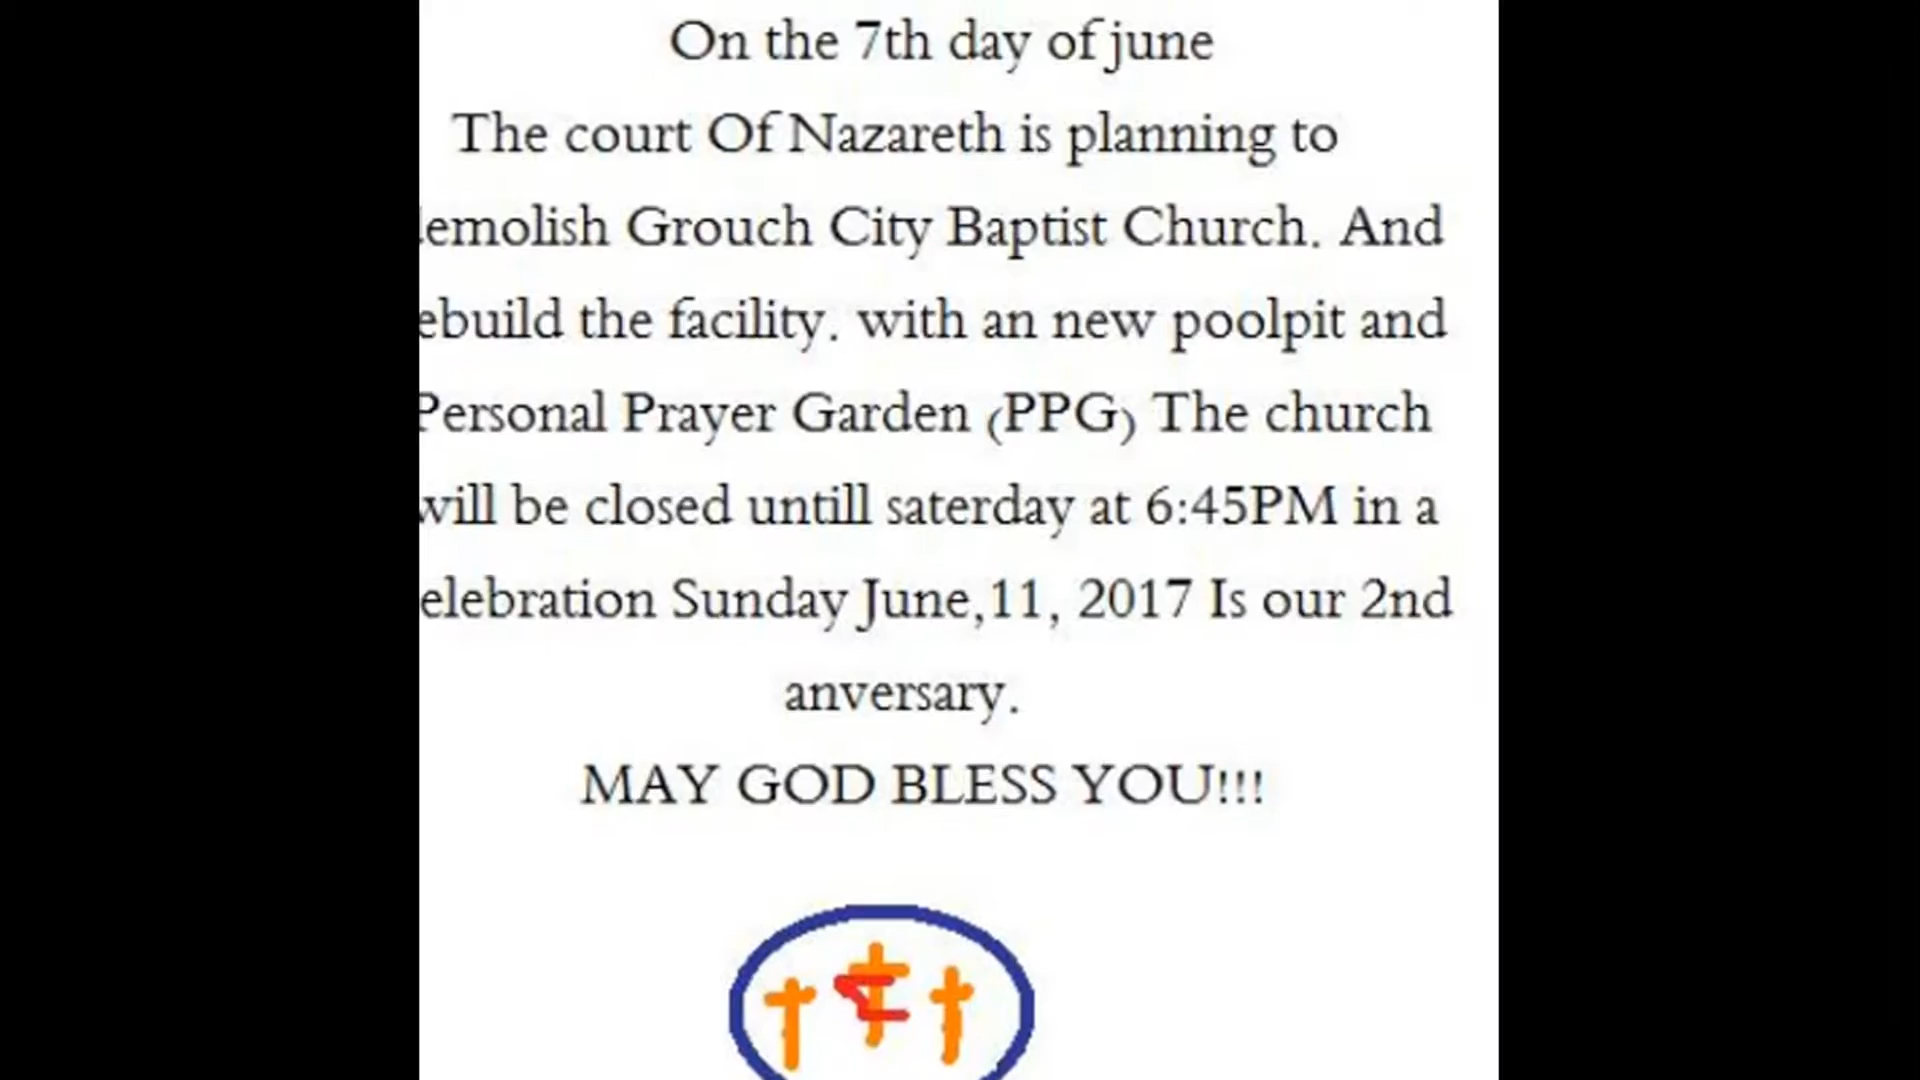 On the 7th day of june
The court Of Nazareth is planning to
demolish Grouch City Baptist Church. And
ebuild the facility. with an new poolpit and
Personal Prayer Garden (PPG) The church
will be closed untill saterday at 6:45PM in a
elebration Sunday June,11, 2017 Is our 2nd
anversary.
MAY GOD BLESS YOU!!!